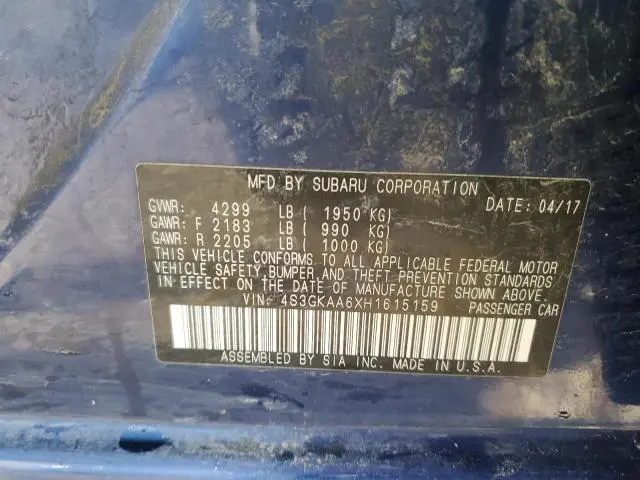 MFD BY SUBARU CORPORATION DATE: 04/17
GVWR: 4299 LB ( 1950 KG)
GAWR: F 2183 LB ( 990 KG)
GAWR: R 2205 LB ( 1000 KG)
THIS VEHICLE CONFORMS TO ALL APPLICABLE FEDERAL MOTOR
VEHICLE SAFETY, BUMPER, AND THEFT PREVENTION STANDARDS
IN EFFECT ON THE DATE OF MANUFACTURE SHOWN ABOVE.
VIN: 4S3GKAA6XH1615159 PASSENGER CAR
ASSEMBLED BY SIA INC. MADE IN U.S.A.